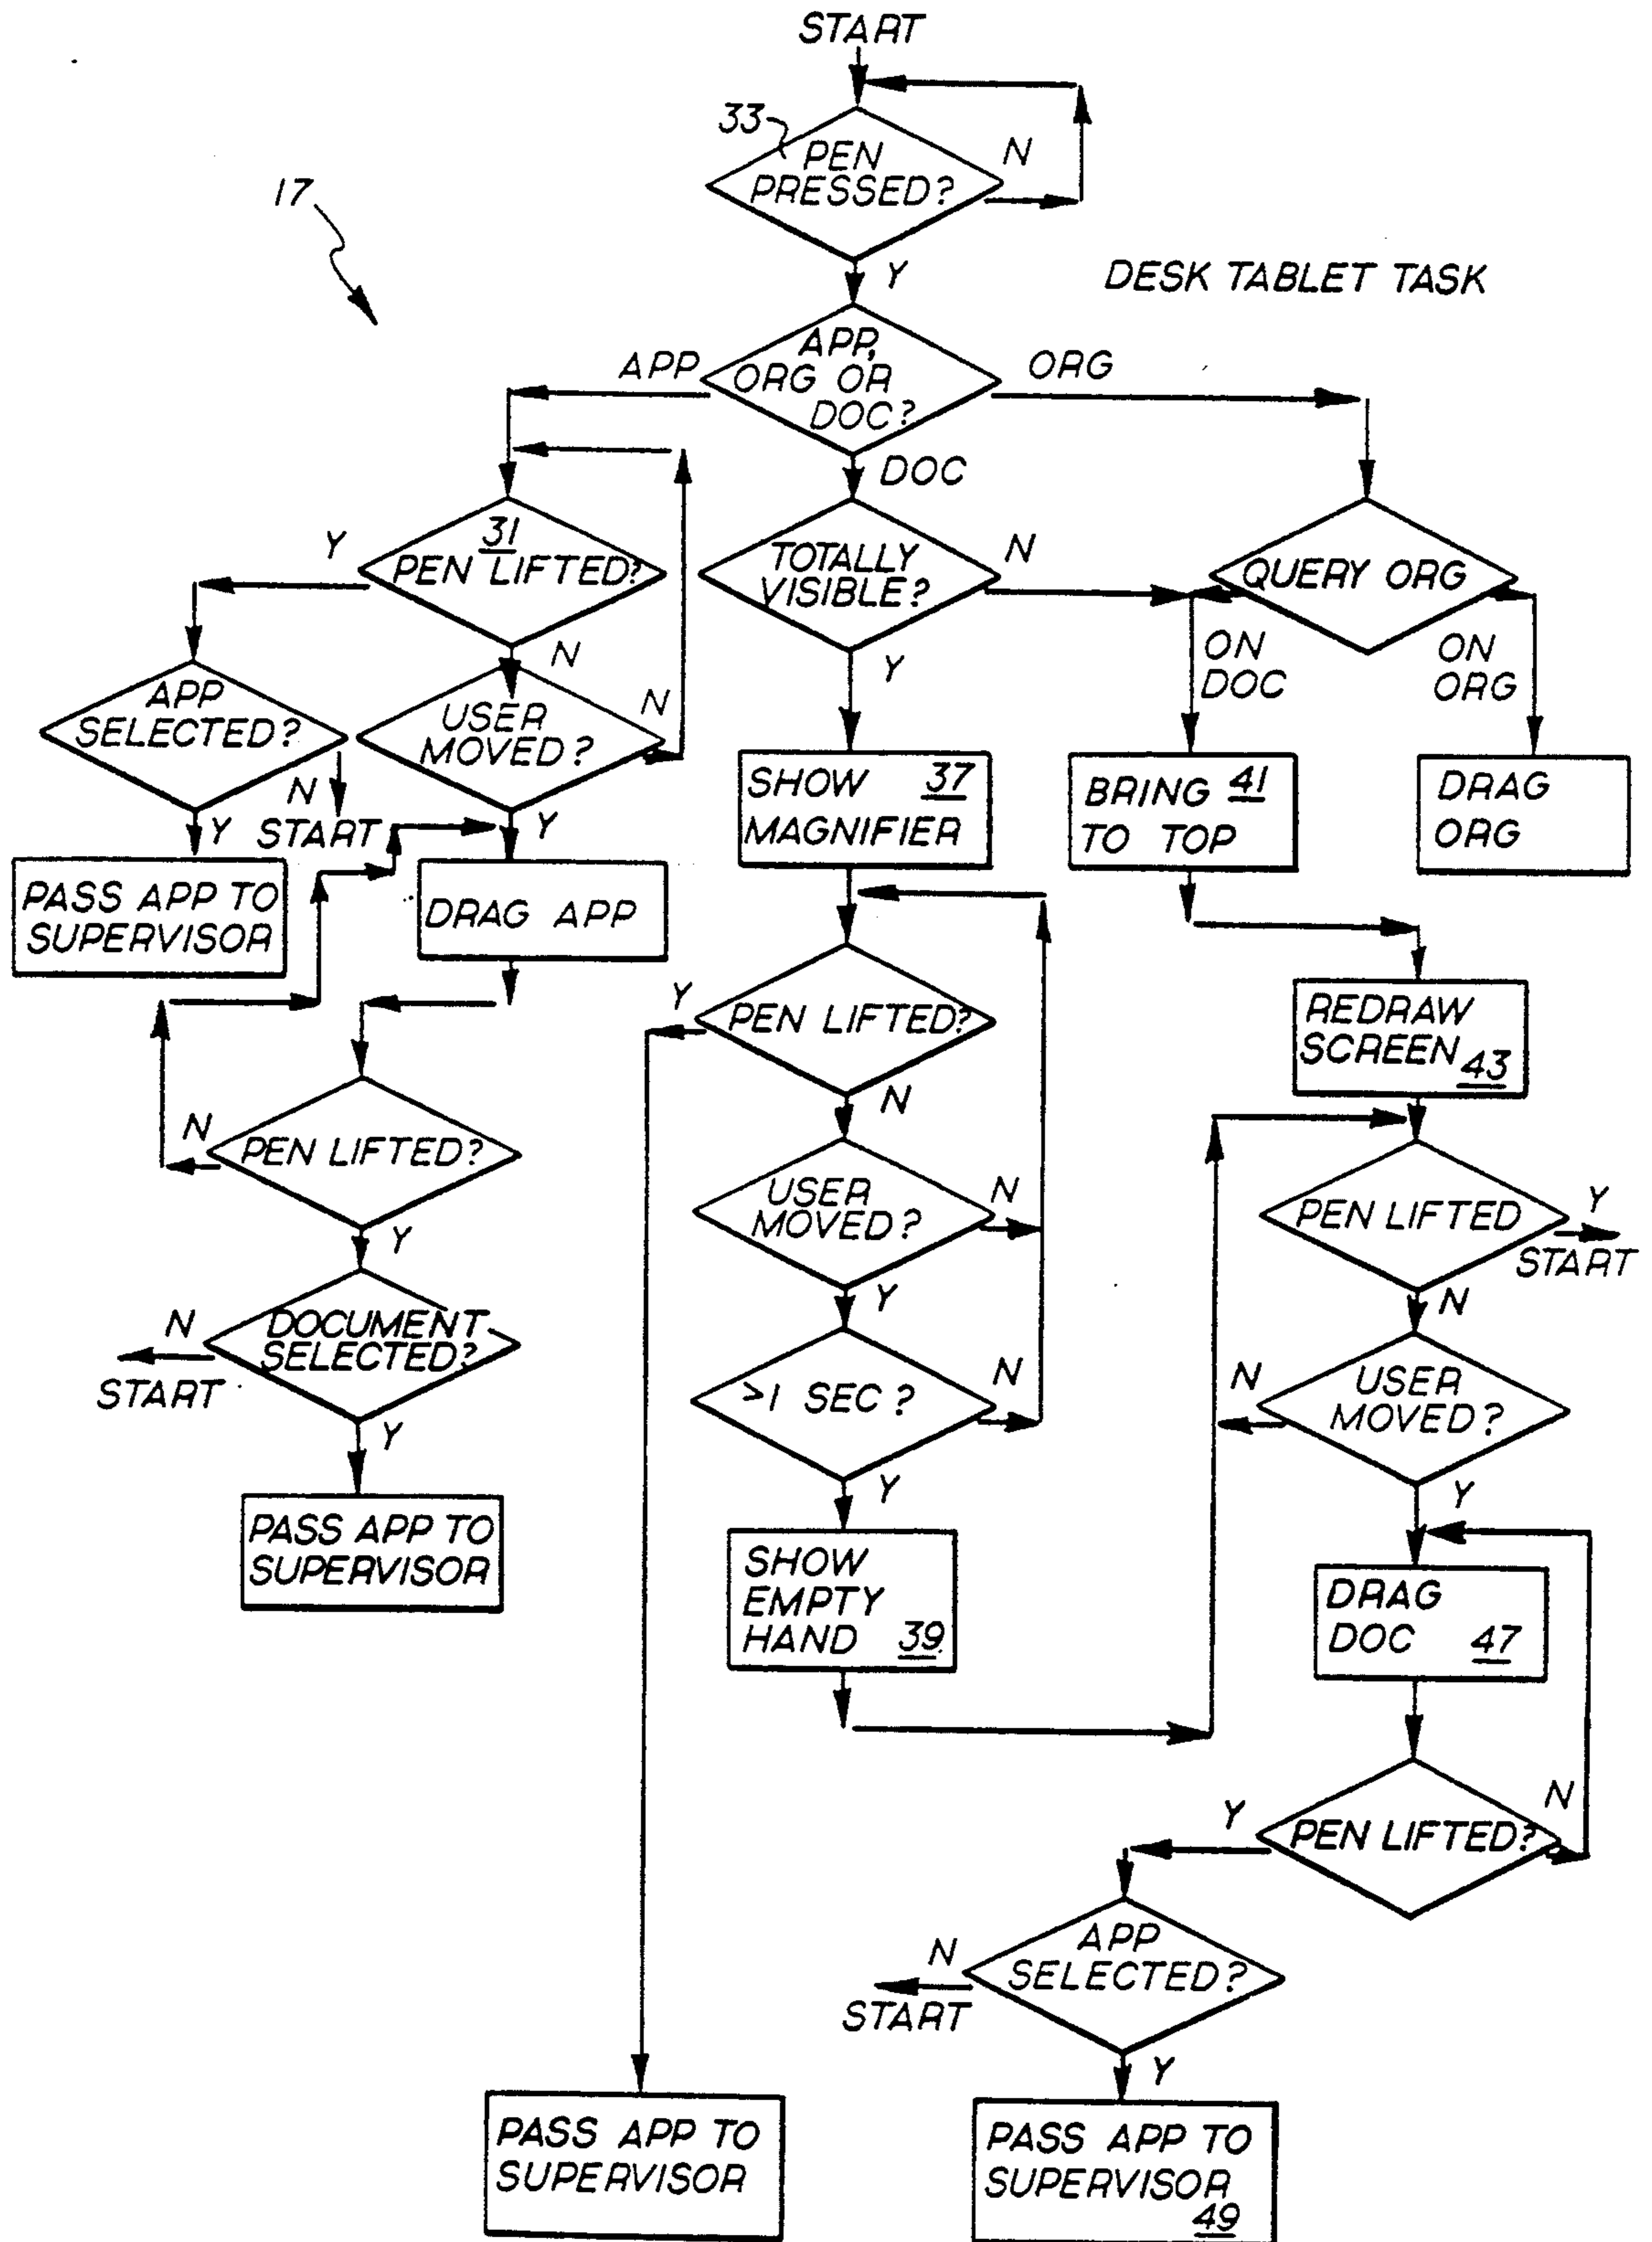 START
33
PEN
PRESSED?
N
17
Y
DESK TABLET TASK
APP
APP,
ORG OR
DOC?
ORG
DOC
Y
31
PEN LIFTED?
N
TOTALLY
VISIBLE?
N
Y
QUERY ORG
ON
DOC
ON
ORG
APP
SELECTED?
N
START
Y
USER
MOVED?
N
Y
SHOW 37
MAGNIFIER
BRING 41
TO TOP
DRAG
ORG
PASS APP TO
SUPERVISOR
DRAG APP
Y
PEN LIFTED?
N
REDRAW
SCREEN 43
N
PEN LIFTED?
Y
USER
MOVED?
N
Y
PEN LIFTED
Y
START
N
N
START
DOCUMENT
SELECTED?
Y
>1 SEC?
N
Y
N
USER
MOVED?
Y
PASS APP TO
SUPERVISOR
SHOW
EMPTY
HAND 39
DRAG
DOC 47
Y
PEN LIFTED?
N
N
START
APP
SELECTED?
Y
PASS APP TO
SUPERVISOR
PASS APP TO
SUPERVISOR
49